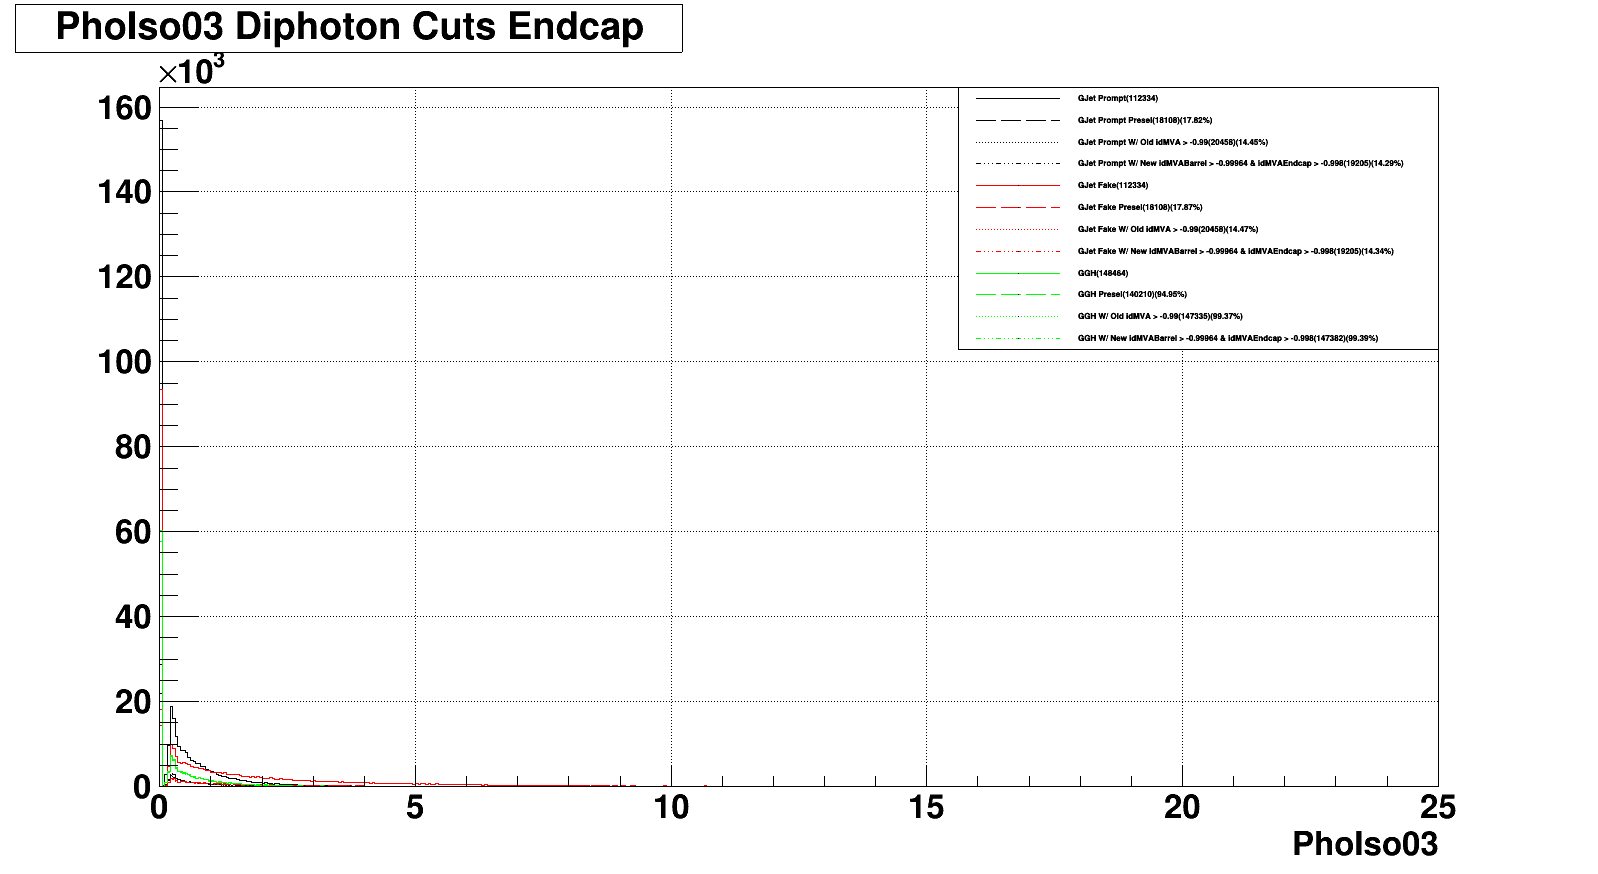 PhoIso03 Diphoton Cuts Endcap
×10³
160
140
120
100
80
60
40
20
0
0 5 10 15 20 25
PhoIso03
GJet Prompt(112334)
GJet Prompt Presel(18108)(17.82%)
GJet Prompt W/ Old idMVA > -0.99(20458)(14.45%)
GJet Prompt W/ New idMVABarrel > -0.99964 & idMVAEndcap > -0.998(19205)(14.29%)
GJet Fake(112334)
GJet Fake Presel(18108)(17.87%)
GJet Fake W/ Old idMVA > -0.99(20458)(14.47%)
GJet Fake W/ New idMVABarrel > -0.99964 & idMVAEndcap > -0.998(19205)(14.34%)
GGH(148464)
GGH Presel(140210)(94.95%)
GGH W/ Old idMVA > -0.99(147335)(99.37%)
GGH W/ New idMVABarrel > -0.99964 & idMVAEndcap > -0.998(147382)(99.39%)